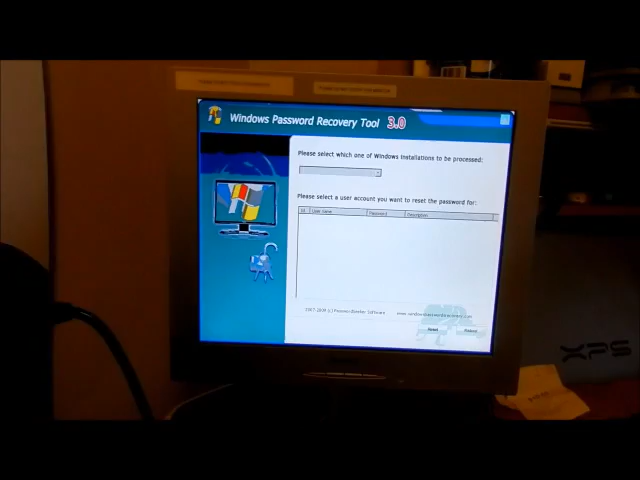 Windows Password Recovery Tool 3.0
Please select which one of Windows installations to be processed:
Please select a user account you want to reset the password for:
Id User name Password Description
Reset Reboot
XPS